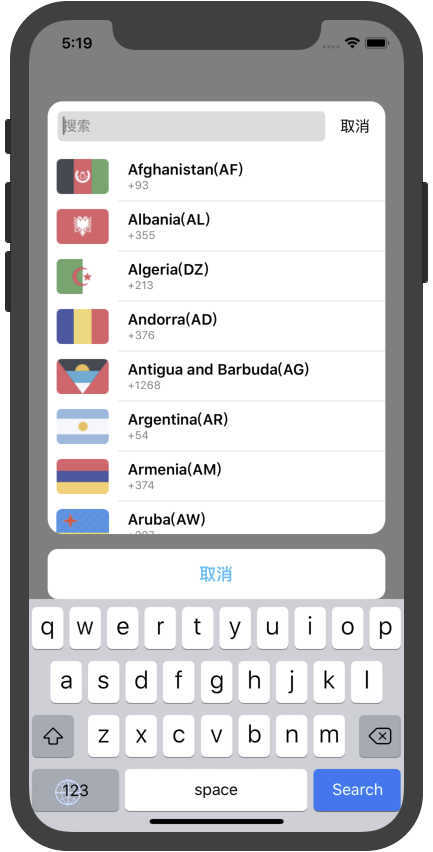 5:19
搜索 取消
Afghanistan(AF)
+93
Albania(AL)
+355
Algeria(DZ)
+213
Andorra(AD)
+376
Antigua and Barbuda(AG)
+1268
Argentina(AR)
+54
Armenia(AM)
+374
Aruba(AW)
取消
q w e r t y u i o p
a s d f g h j k l
z x c v b n m
123 space Search